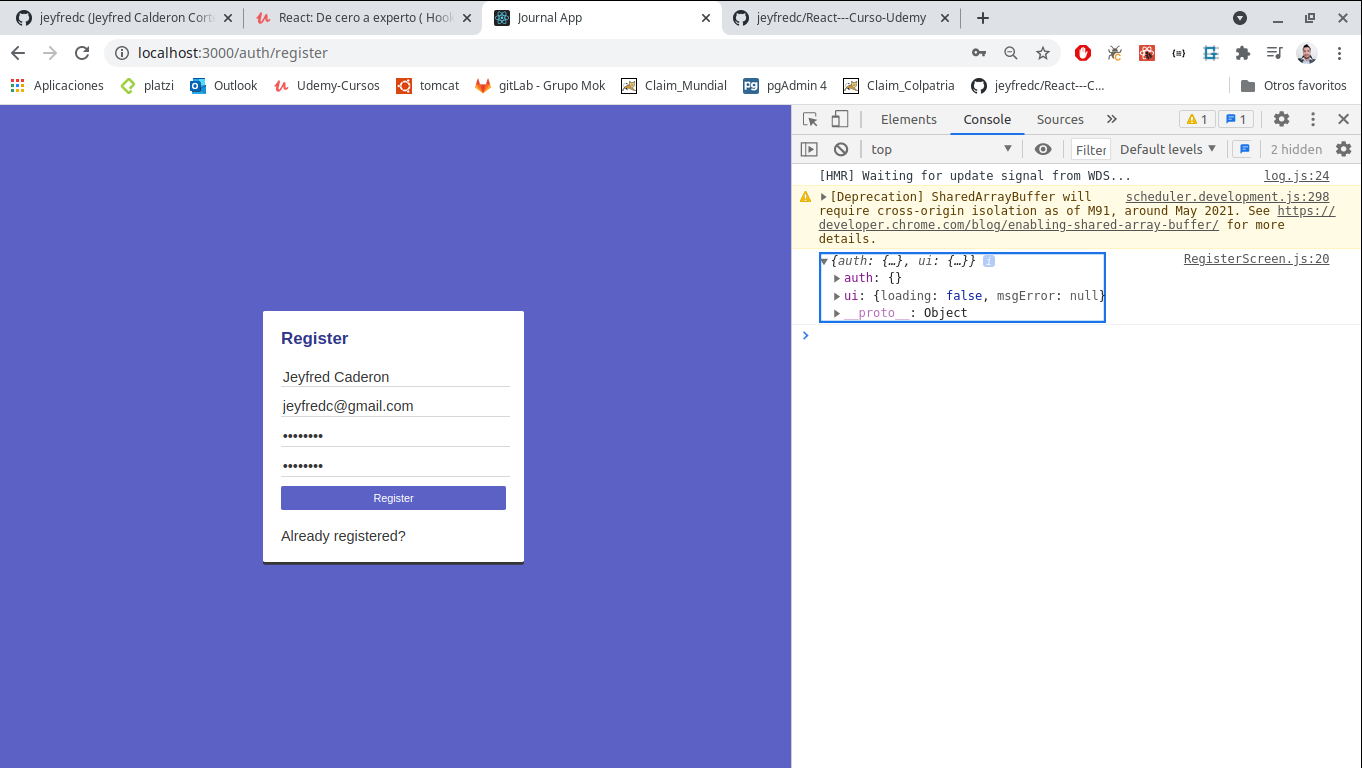 jeyfredc (Jeyfred Calderon Corte
React: De cero a experto ( Hook
Journal App
jeyfredc/React---Curso-Udemy
localhost:3000/auth/register
Aplicaciones
platzi
Outlook
Udemy-Cursos
tomcat
gitLab - Grupo Mok
Claim_Mundial
pgAdmin 4
Claim_Colpatria
jeyfredc/React---C...
Otros favoritos
Elements Console Sources » 1 1
top Filter Default levels 2 hidden
[HMR] Waiting for update signal from WDS... log.js:24
[Deprecation] SharedArrayBuffer will scheduler.development.js:298
require cross-origin isolation as of M91, around May 2021. See https://
developer.chrome.com/blog/enabling-shared-array-buffer/ for more
details.
{auth: {…}, ui: {…}} i RegisterScreen.js:20
auth: {}
ui: {loading: false, msgError: null}
__proto__: Object
Register
Jeyfred Caderon
jeyfredc@gmail.com
••••••••
••••••••
Register
Already registered?